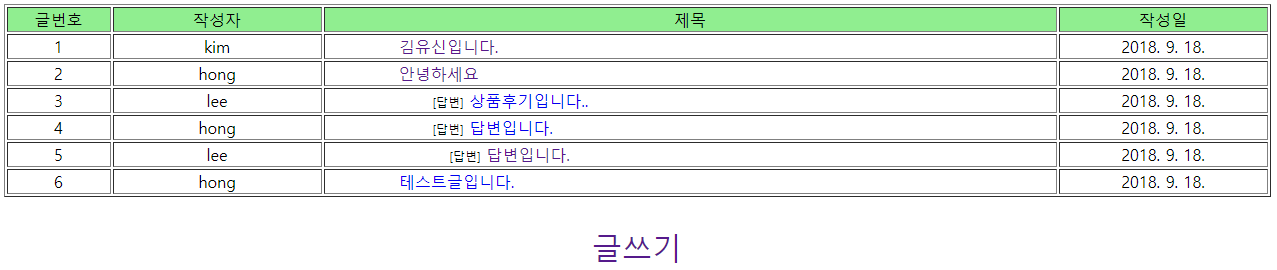 글번호 작성자 제목 작성일
1 kim 김유신입니다. 2018. 9. 18.
2 hong 안녕하세요 2018. 9. 18.
3 lee [답변] 상품후기입니다.. 2018. 9. 18.
4 hong [답변] 답변입니다. 2018. 9. 18.
5 lee [답변] 답변입니다. 2018. 9. 18.
6 hong 테스트글입니다. 2018. 9. 18.
글쓰기